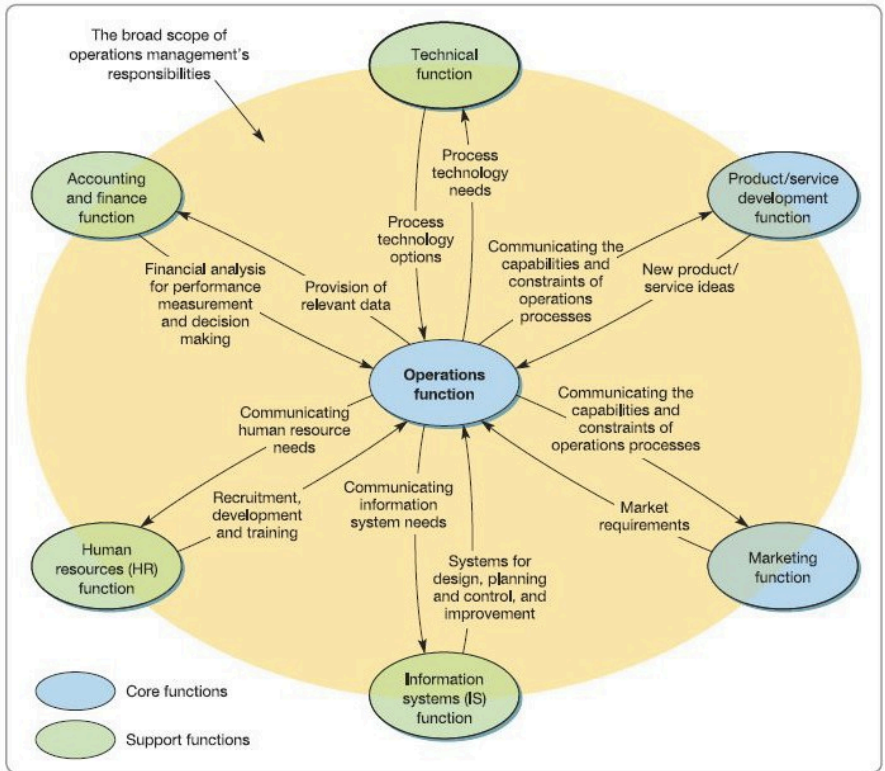 The broad scope of
operations management's
responsibilities
Technical
function
Accounting
and finance
function
Process
technology
needs
Product/service
development
function
Process
technology
options
Communicating the
capabilities and
constraints of
operations
processes
New product/
service ideas
Financial analysis
for performance
measurement
and decision
making
Provision of
relevant data
Operations
function
Communicating the
capabilities and
constraints of
operations processes
Communicating
human resource
needs
Recruitment,
development
and training
Communicating
information
system needs
Market
requirements
Human
resources (HR)
function
Systems for
design, planning
and control, and
improvement
Marketing
function
Information
systems (IS)
function
Core functions
Support functions